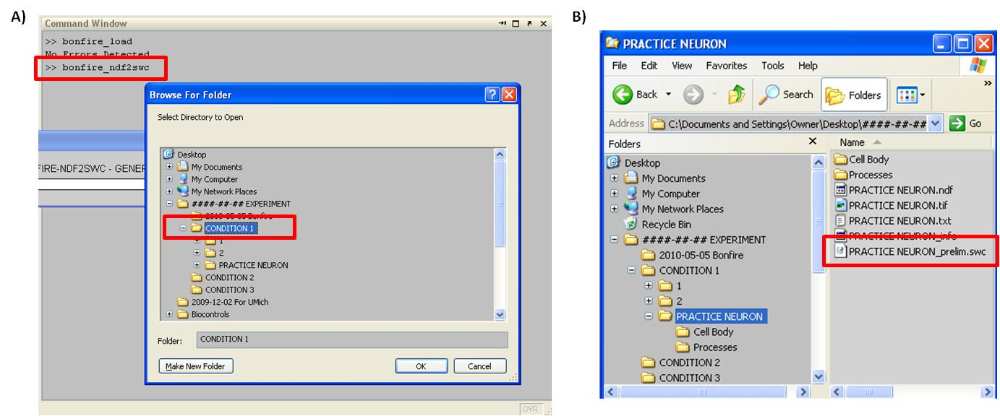 A)
Command Window
>> bonfire_load
No Errors Detected
>> bonfire_ndf2swc
FIRE-NDF2SWC - GENER
Browse For Folder
Select Directory to Open
Desktop
My Documents
My Computer
My Network Places
####-##-## EXPERIMENT
2010-05-05 Bonfire
CONDITION 1
1
2
PRACTICE NEURON
CONDITION 2
CONDITION 3
2009-12-02 For UMich
Biocontrols
Folder: CONDITION 1
Make New Folder OK Cancel
OVR
B)
PRACTICE NEURON
File Edit View Favorites Tools Help
Back Search Folders
Address C:\Documents and Settings\Owner\Desktop\####-##-## Go
Folders
Desktop
My Documents
My Computer
My Network Places
Recycle Bin
####-##-## EXPERIMENT
2010-05-05 Bonfire
CONDITION 1
1
2
PRACTICE NEURON
Cell Body
Processes
CONDITION 2
CONDITION 3
Name
Cell Body
Processes
PRACTICE NEURON.ndf
PRACTICE NEURON.tif
PRACTICE NEURON.txt
PRACTICE NEURON_info
PRACTICE NEURON_prelim.swc